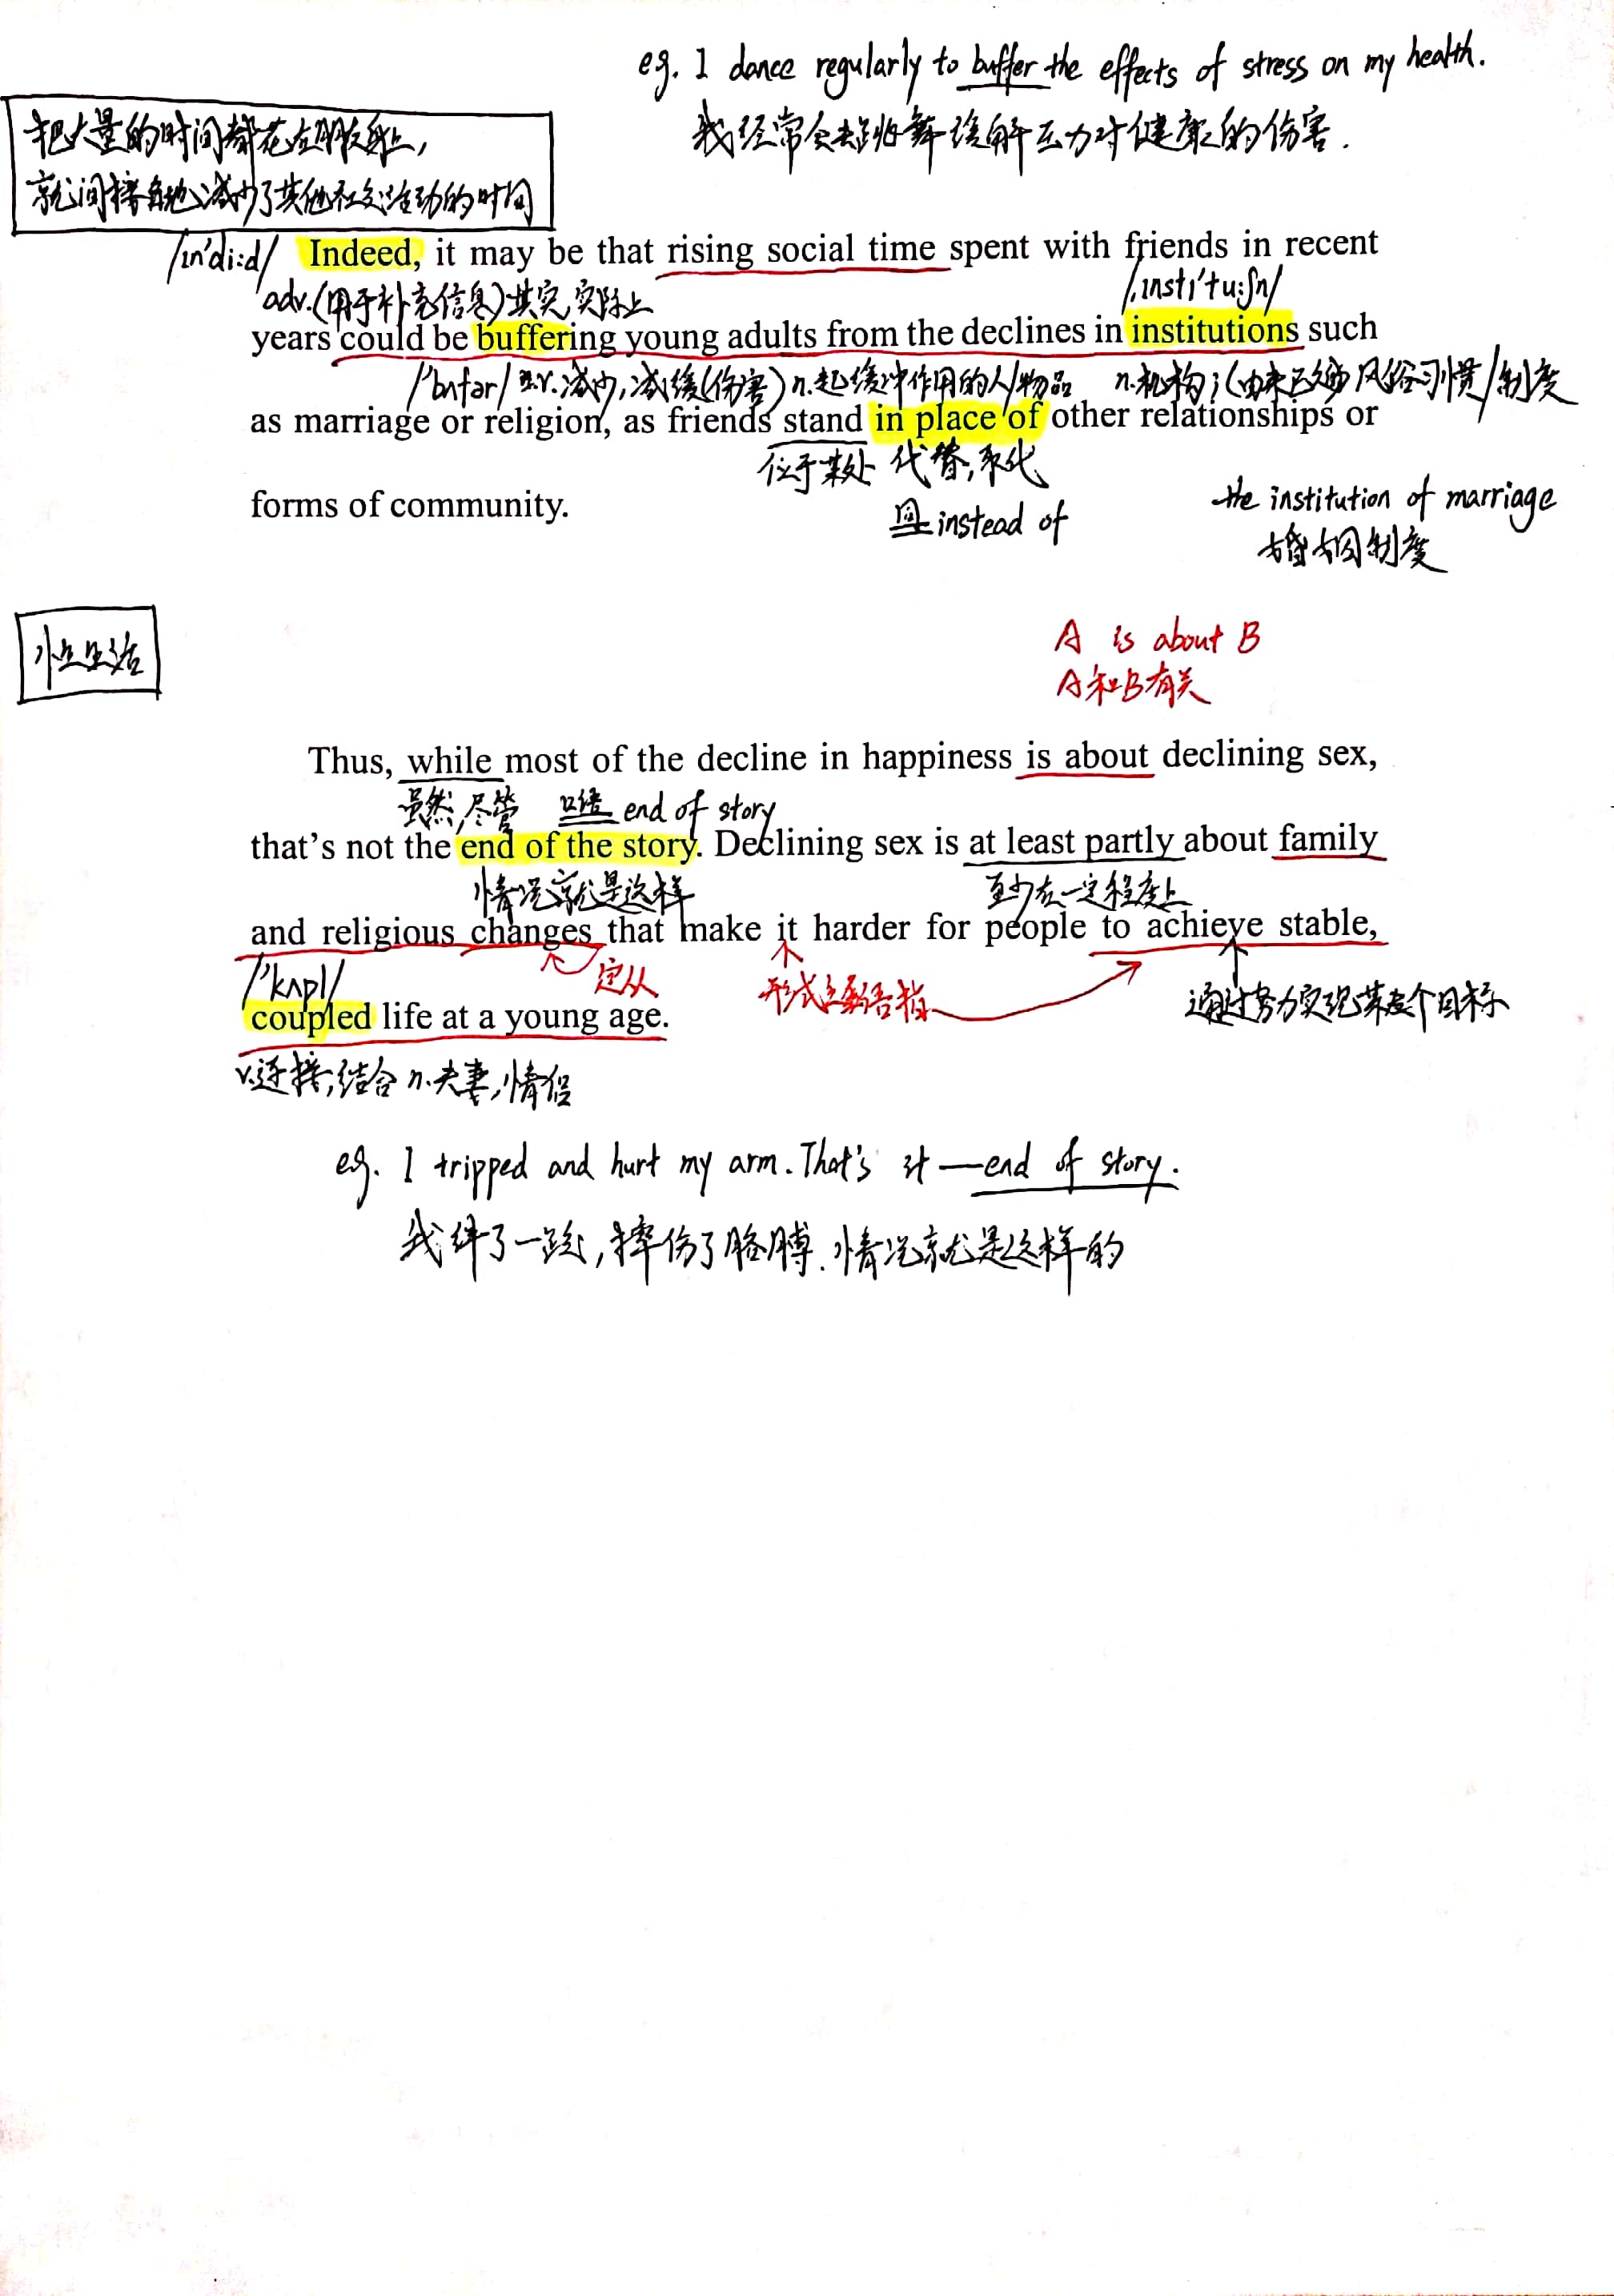 eg. I dance regularly to buffer the effects of stress on my health.
我经常会去跳舞缓解压力对健康的伤害.
把大量的时间都花在朋友身上,
就间接地减少了其他社交活动的时间
/ɪn'di:d/ Indeed, it may be that rising social time spent with friends in recent
adv.(用于补充信息)其实,实际上 /ˌɪnstɪ'tu:ʃn/
years could be buffering young adults from the declines in institutions such
/'bʌfər/ v.减少,减缓(伤害) n.起缓冲作用的人/物品 n.机构;(由来已久的)风俗习惯/制度
as marriage or religion, as friends stand in place of other relationships or
位于某处 代替,取代
forms of community.
同 instead of
the institution of marriage
婚姻制度
性生活
A is about B
A和B有关
Thus, while most of the decline in happiness is about declining sex,
虽然,尽管 口语 end of story
that's not the end of the story. Declining sex is at least partly about family
情况就是这样 至少在一定程度上
and religious changes that make it harder for people to achieve stable,
/'kʌpl/ 定从 形式宾语指 通过努力实现某个目标
coupled life at a young age.
v.连接,结合 n.夫妻,情侣
eg. I tripped and hurt my arm. That's it—end of story.
我绊了一跤,摔伤了胳膊.情况就是这样的